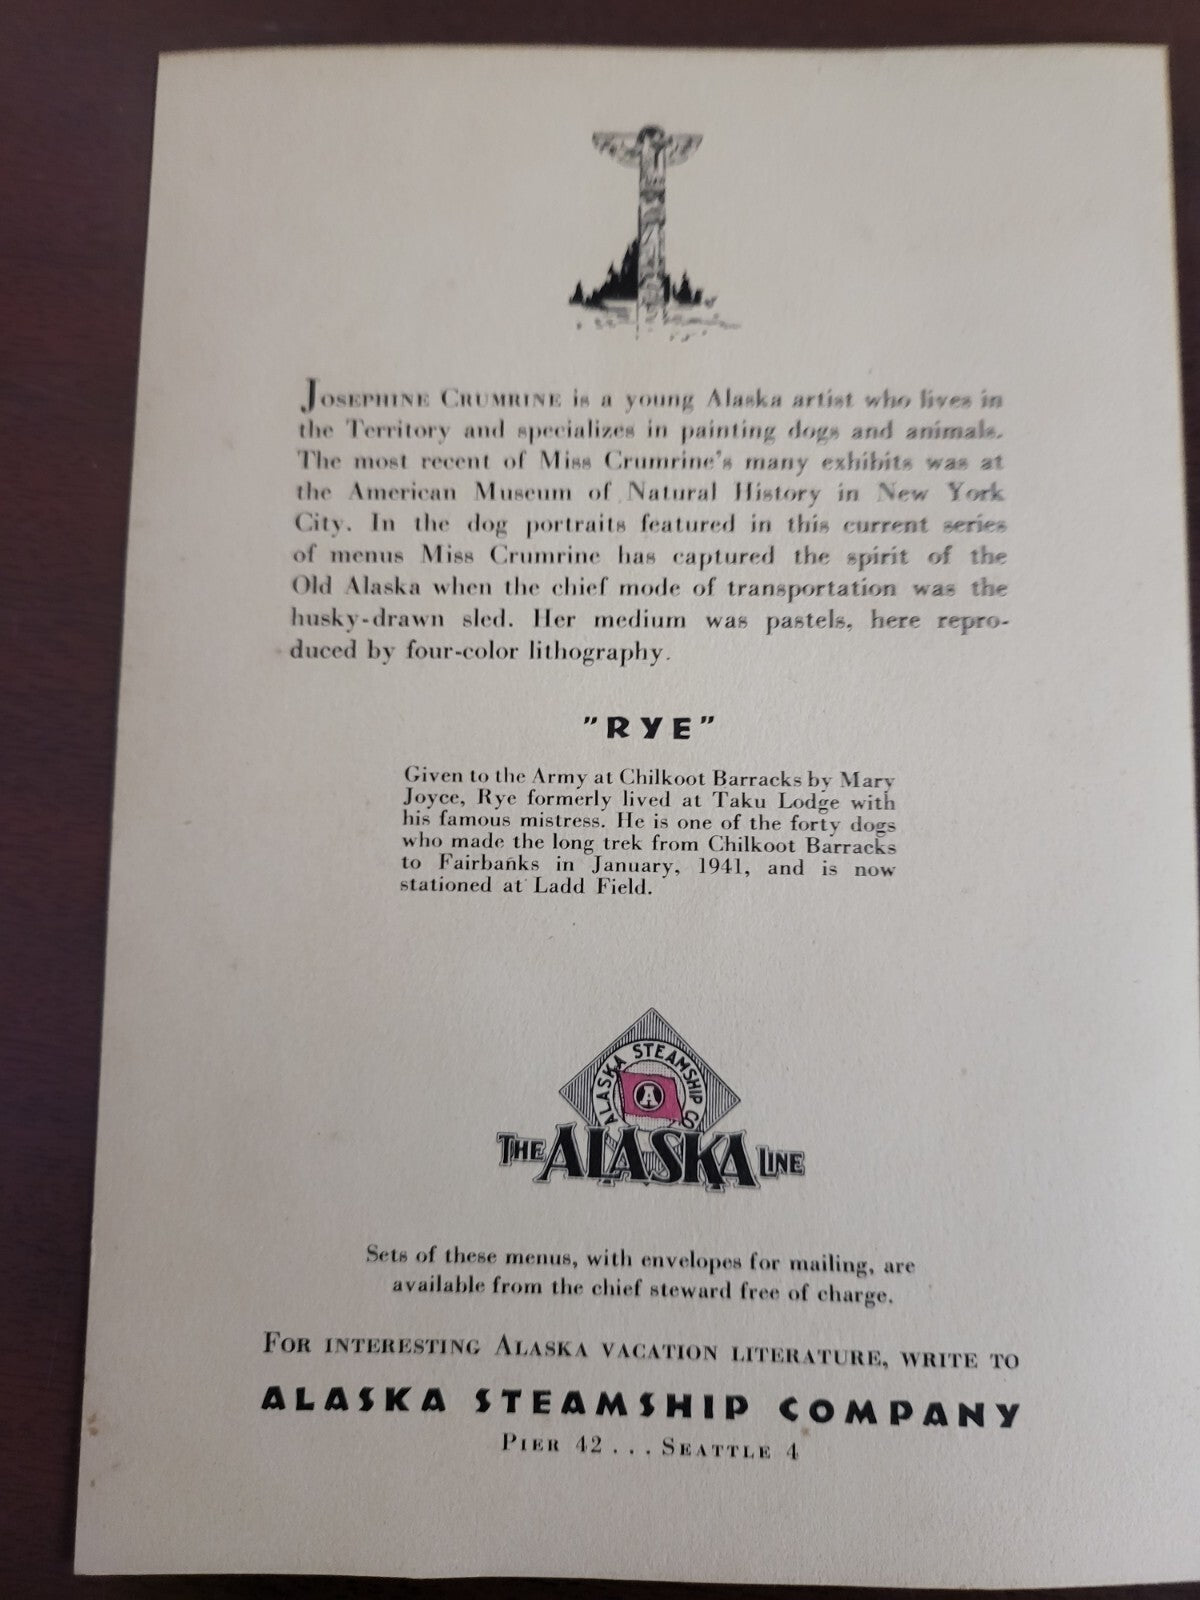 JOSEPHINE CRUMRINE is a young Alaska artist who lives in
the Territory and specializes in painting dogs and animals.
The most recent of Miss Crumrine's many exhibits was at
the American Museum of Natural History in New York
City. In the dog portraits featured in this current series
of menus Miss Crumrine has captured the spirit of the
Old Alaska when the chief mode of transportation was the
husky-drawn sled. Her medium was pastels, here repro-
duced by four-color lithography.
"RYE"
Given to the Army at Chilkoot Barracks by Mary
Joyce, Rye formerly lived at Taku Lodge with
his famous mistress. He is one of the forty dogs
who made the long trek from Chilkoot Barracks
to Fairbanks in January, 1941, and is now
stationed at Ladd Field.
ALASKA STEAMSHIP CO
A
THE ALASKA LINE
Sets of these menus, with envelopes for mailing, are
available from the chief steward free of charge.
FOR INTERESTING ALASKA VACATION LITERATURE, WRITE TO
ALASKA STEAMSHIP COMPANY
PIER 42 . . . SEATTLE 4